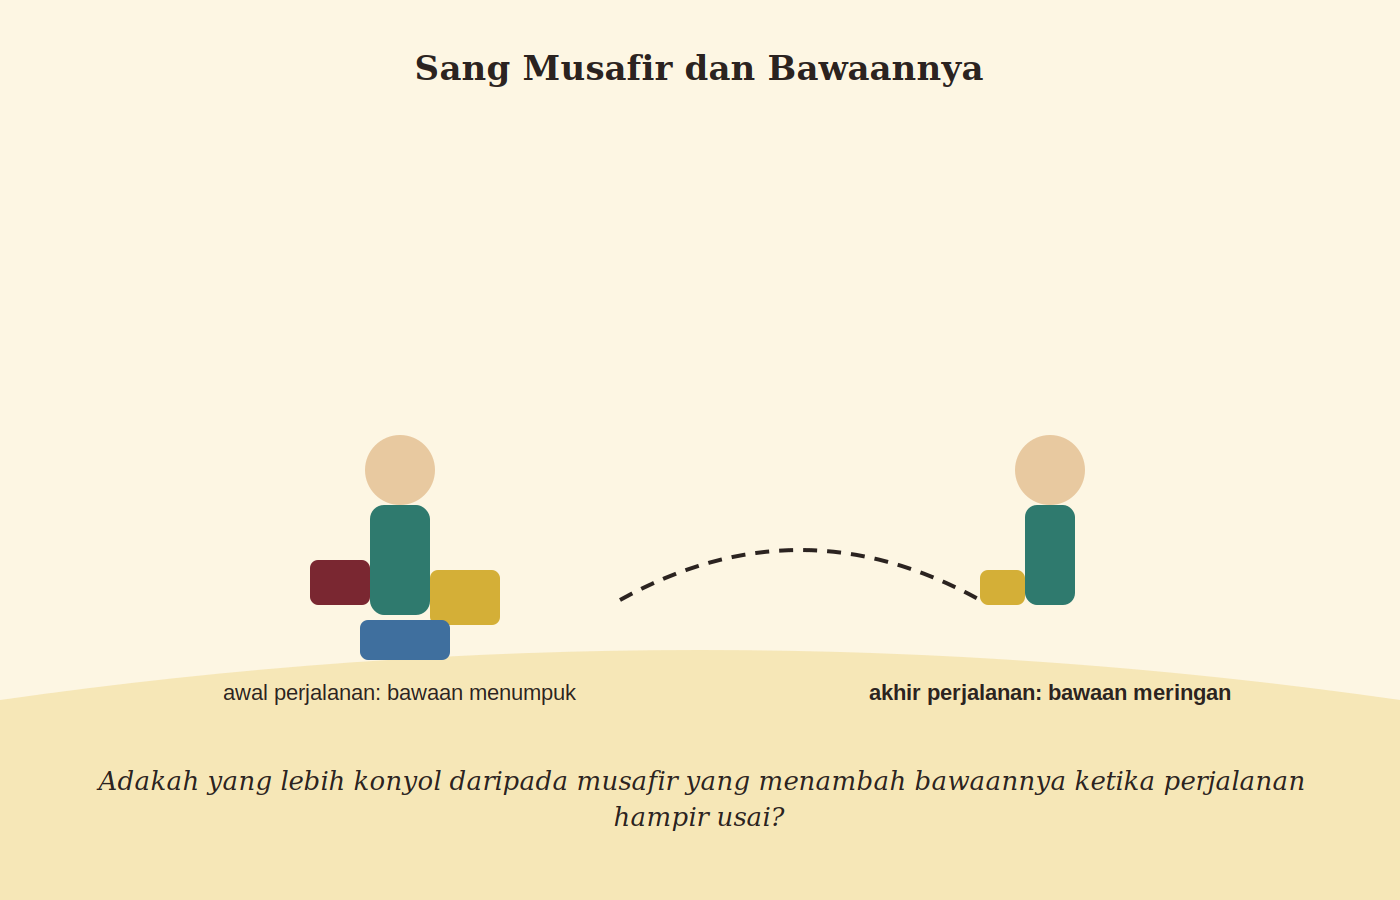 Sang Musafir dan Bawaannya
awal perjalanan: bawaan menumpuk
akhir perjalanan: bawaan meringan
Adakah yang lebih konyol daripada musafir yang menambah bawaannya ketika perjalanan
hampir usai?